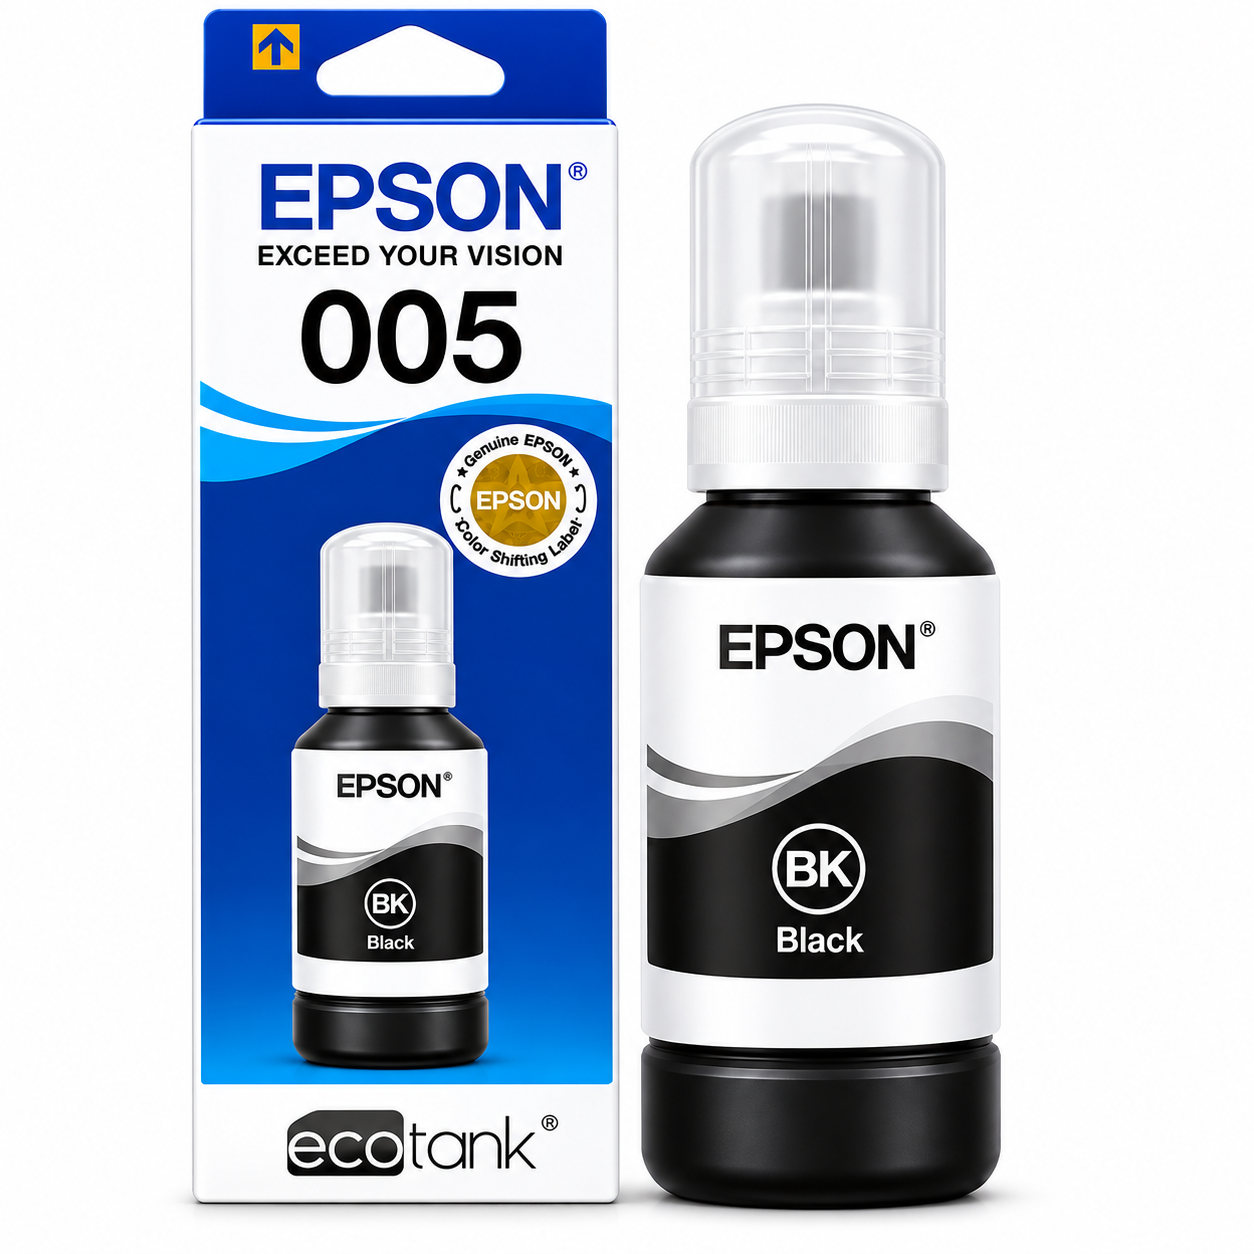 EPSON®
EXCEED YOUR VISION
005
Genuine EPSON
EPSON
Color Shifting Label
EPSON®
BK
Black
ecotank®
EPSON®
BK
Black